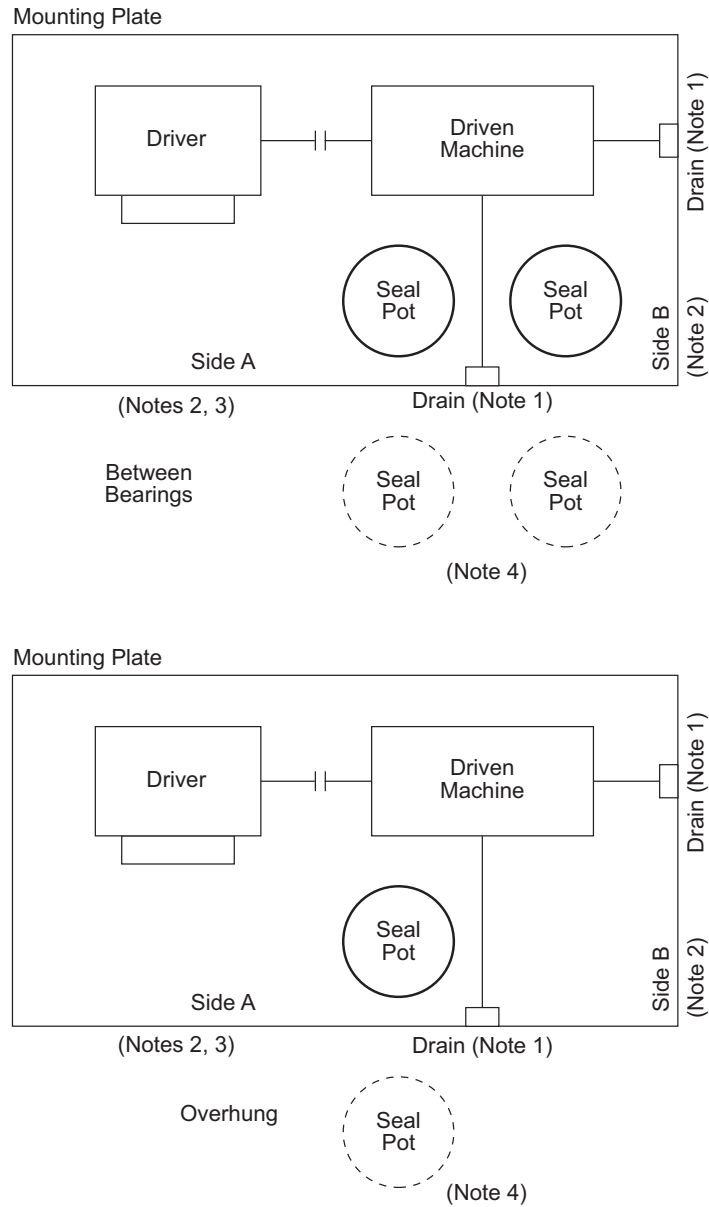 Mounting Plate
Driver
Driven
Machine
Drain (Note 1)
Seal
Pot
Seal
Pot
Side A
Side B
(Note 2)
(Notes 2, 3)
Drain (Note 1)
Between
Bearings
Seal
Pot
Seal
Pot
(Note 4)
Mounting Plate
Driver
Driven
Machine
Drain (Note 1)
Seal
Pot
Side A
Side B
(Note 2)
(Notes 2, 3)
Drain (Note 1)
Overhung
Seal
Pot
(Note 4)